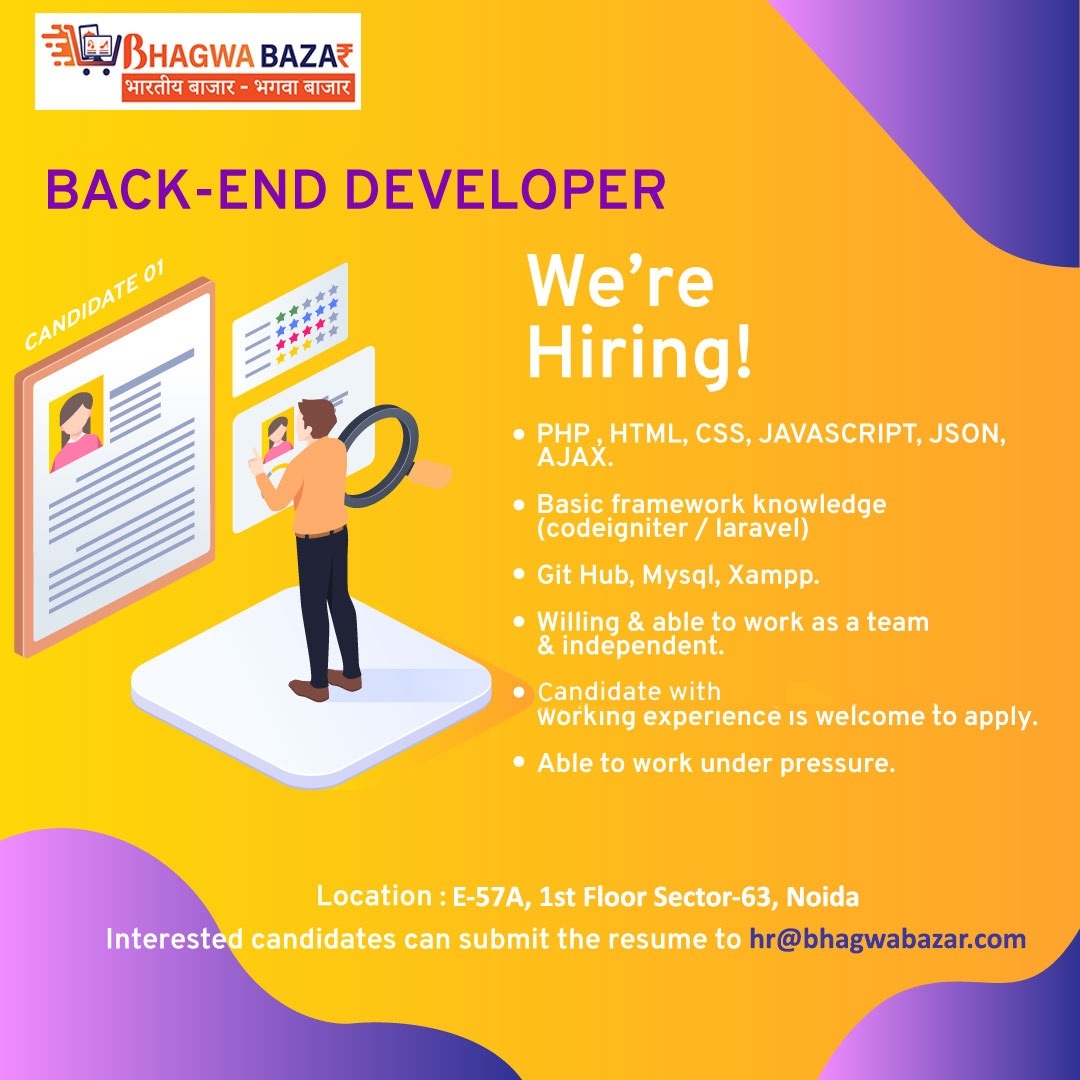 BHAGWA BAZAR
भारतीय बाजार - भगवा बाजार
BACK-END DEVELOPER
CANDIDATE 01
We're
Hiring!
• PHP , HTML, CSS, JAVASCRIPT, JSON,
AJAX.
• Basic framework knowledge
(codeigniter / laravel)
• Git Hub, Mysql, Xampp.
• Willing & able to work as a team
& independent.
• Candidate with
working experience is welcome to apply.
• Able to work under pressure.
Location : E-57A, 1st Floor Sector-63, Noida
Interested candidates can submit the resume to hr@bhagwabazar.com